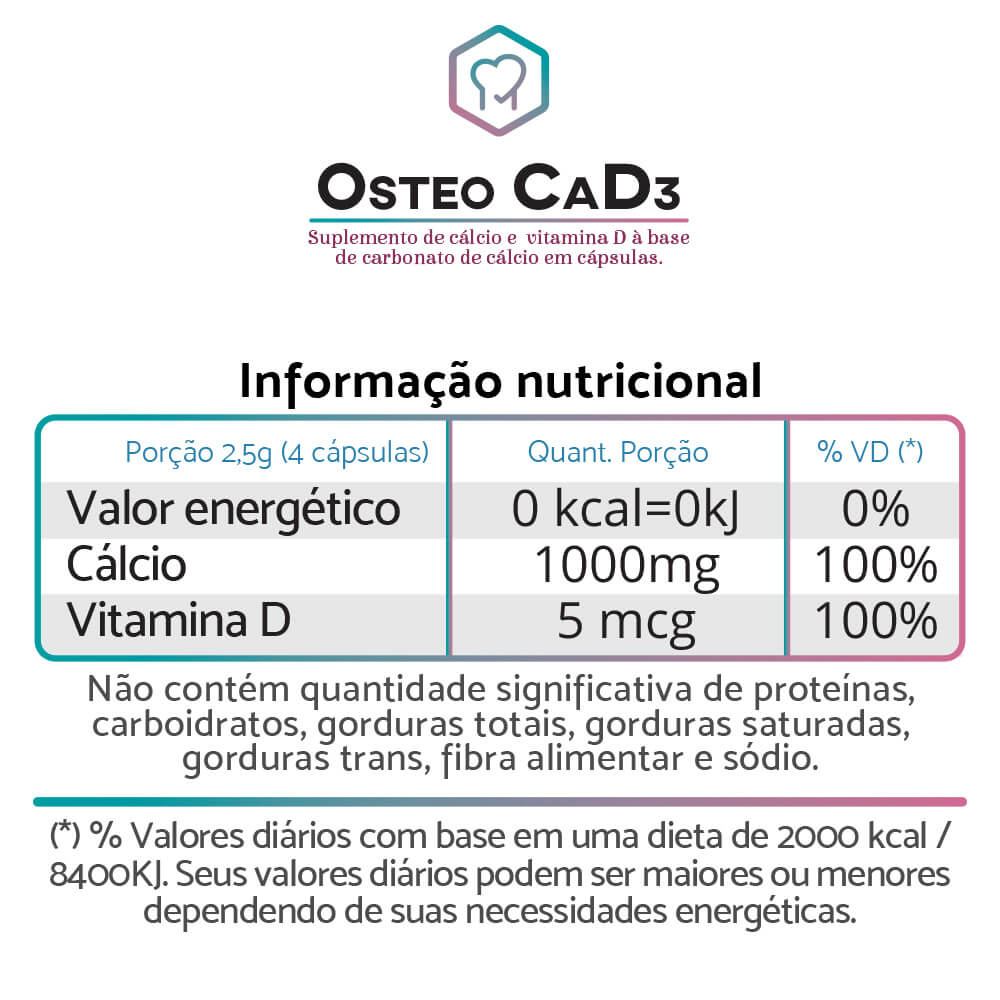 Osteo CaD3
Suplemento de cálcio e vitamina D à base
de carbonato de cálcio em cápsulas.
Informação nutricional
Porção 2,5g (4 cápsulas) Quant. Porção % VD (*)
Valor energético 0 kcal=0kJ 0%
Cálcio 1000mg 100%
Vitamina D 5 mcg 100%
Não contém quantidade significativa de proteínas,
carboidratos, gorduras totais, gorduras saturadas,
gorduras trans, fibra alimentar e sódio.
(*) % Valores diários com base em uma dieta de 2000 kcal /
8400KJ. Seus valores diários podem ser maiores ou menores
dependendo de suas necessidades energéticas.